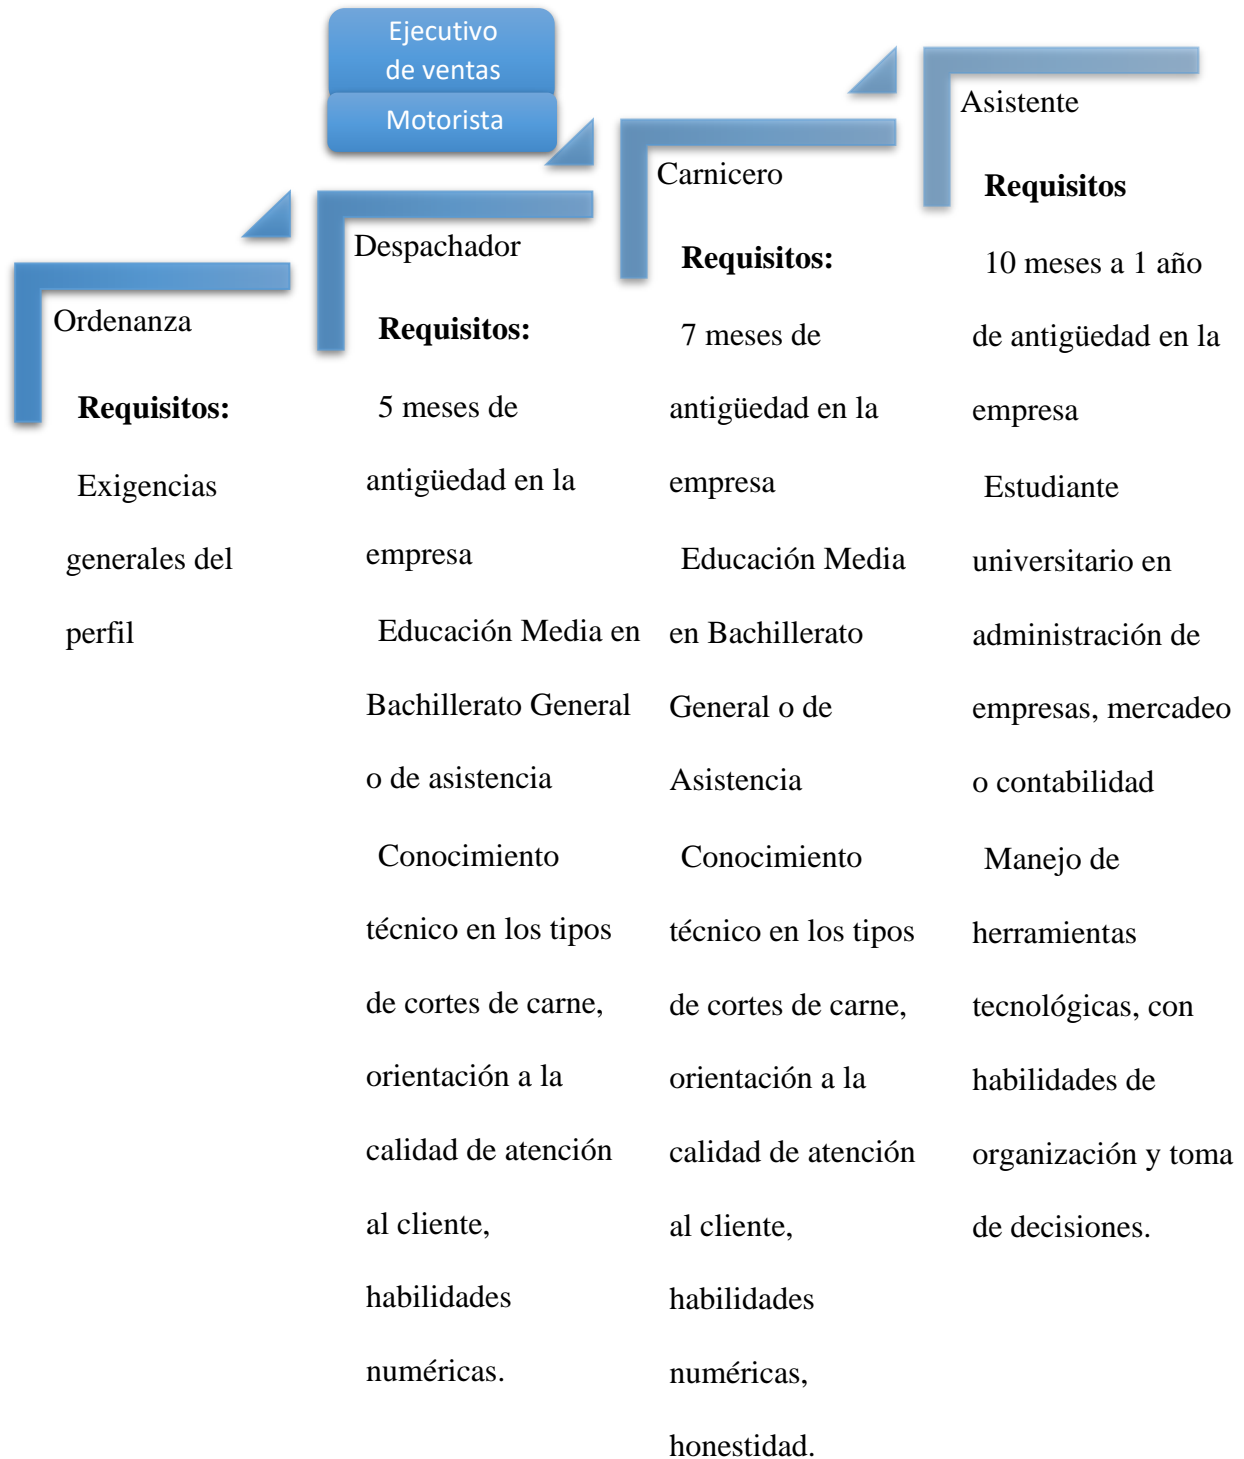 Ejecutivo
de ventas
Motorista
Ordenanza
Requisitos:
Exigencias
generales del
perfil
Despachador
Requisitos:
5 meses de
antigüedad en la
empresa
Educación Media en
Bachillerato General
o de asistencia
Conocimiento
técnico en los tipos
de cortes de carne,
orientación a la
calidad de atención
al cliente,
habilidades
numéricas.
Carnicero
Requisitos:
7 meses de
antigüedad en la
empresa
Educación Media
en Bachillerato
General o de
Asistencia
Conocimiento
técnico en los tipos
de cortes de carne,
orientación a la
calidad de atención
al cliente,
habilidades
numéricas,
honestidad.
Asistente
Requisitos
10 meses a 1 año
de antigüedad en la
empresa
Estudiante
universitario en
administración de
empresas, mercadeo
o contabilidad
Manejo de
herramientas
tecnológicas, con
habilidades de
organización y toma
de decisiones.